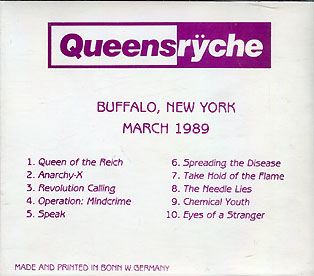 Queensrÿche
BUFFALO, NEW YORK
MARCH 1989
1. Queen of the Reich
2. Anarchy-X
3. Revolution Calling
4. Operation: Mindcrime
5. Speak
6. Spreading the Disease
7. Take Hold of the Flame
8. The Needle Lies
9. Chemical Youth
10. Eyes of a Stranger
MADE AND PRINTED IN BONN W.GERMANY